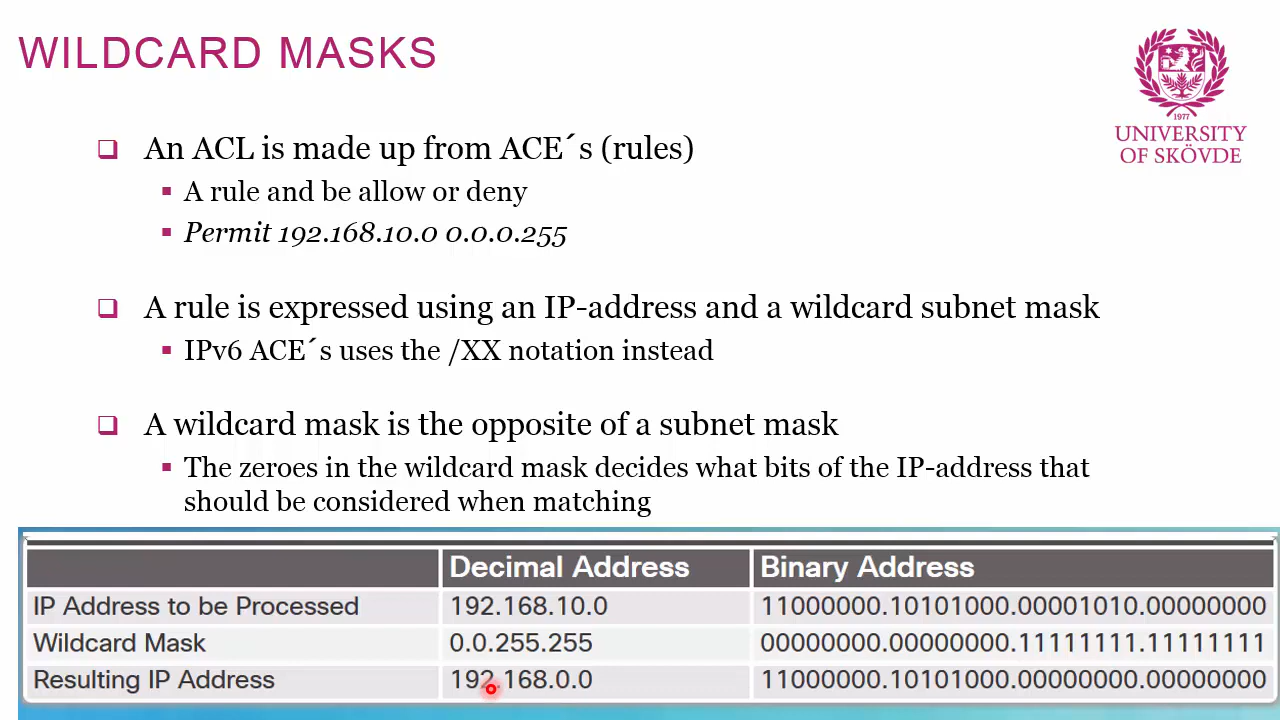 WILDCARD MASKS
1977
UNIVERSITY
OF SKÖVDE
An ACL is made up from ACE´s (rules)
A rule and be allow or deny
Permit 192.168.10.0 0.0.0.255
A rule is expressed using an IP-address and a wildcard subnet mask
IPv6 ACE´s uses the /XX notation instead
A wildcard mask is the opposite of a subnet mask
The zeroes in the wildcard mask decides what bits of the IP-address that
should be considered when matching
Decimal Address Binary Address
IP Address to be Processed 192.168.10.0 11000000.10101000.00001010.00000000
Wildcard Mask 0.0.255.255 00000000.00000000.11111111.11111111
Resulting IP Address 192.168.0.0 11000000.10101000.00000000.00000000